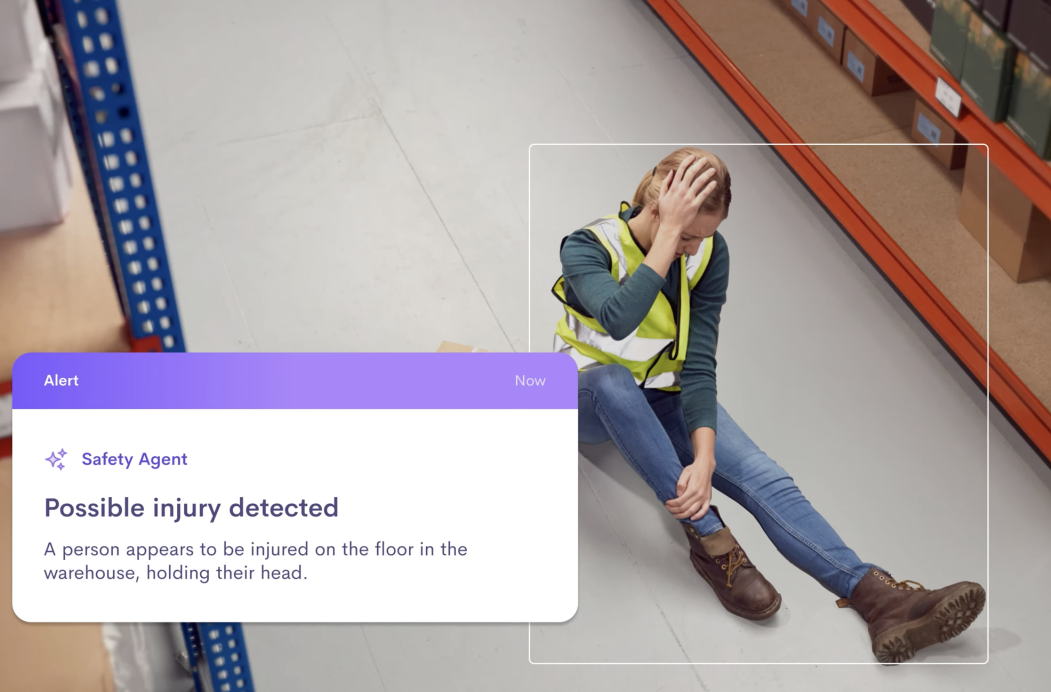 Alert
Now
Safety Agent
Possible injury detected
A person appears to be injured on the floor in the
warehouse, holding their head.